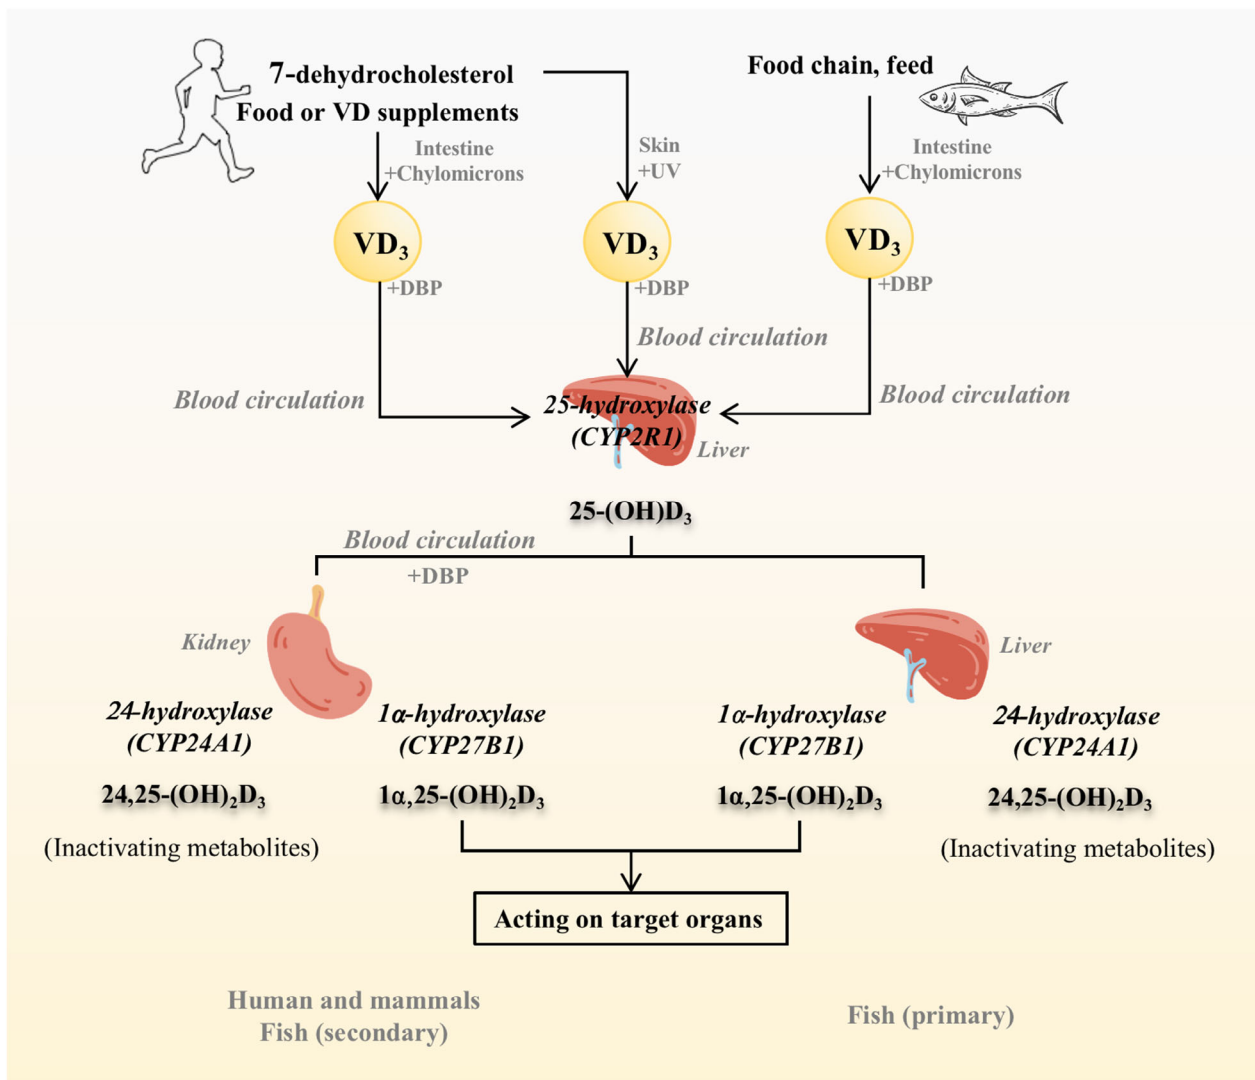 7-dehydrocholesterol
Food or VD supplements
Food chain, feed
Intestine
+Chylomicrons
Skin
+UV
Intestine
+Chylomicrons
VD₃
VD₃
VD₃
+DBP
+DBP
+DBP
Blood circulation
Blood circulation
Blood circulation
25-hydroxylase
(CYP2R1)
Liver
25-(OH)D₃
Blood circulation
+DBP
Kidney
Liver
24-hydroxylase
(CYP24A1)
1α-hydroxylase
(CYP27B1)
1α-hydroxylase
(CYP27B1)
24-hydroxylase
(CYP24A1)
24,25-(OH)₂D₃
1α,25-(OH)₂D₃
1α,25-(OH)₂D₃
24,25-(OH)₂D₃
(Inactivating metabolites)
(Inactivating metabolites)
Acting on target organs
Human and mammals
Fish (secondary)
Fish (primary)